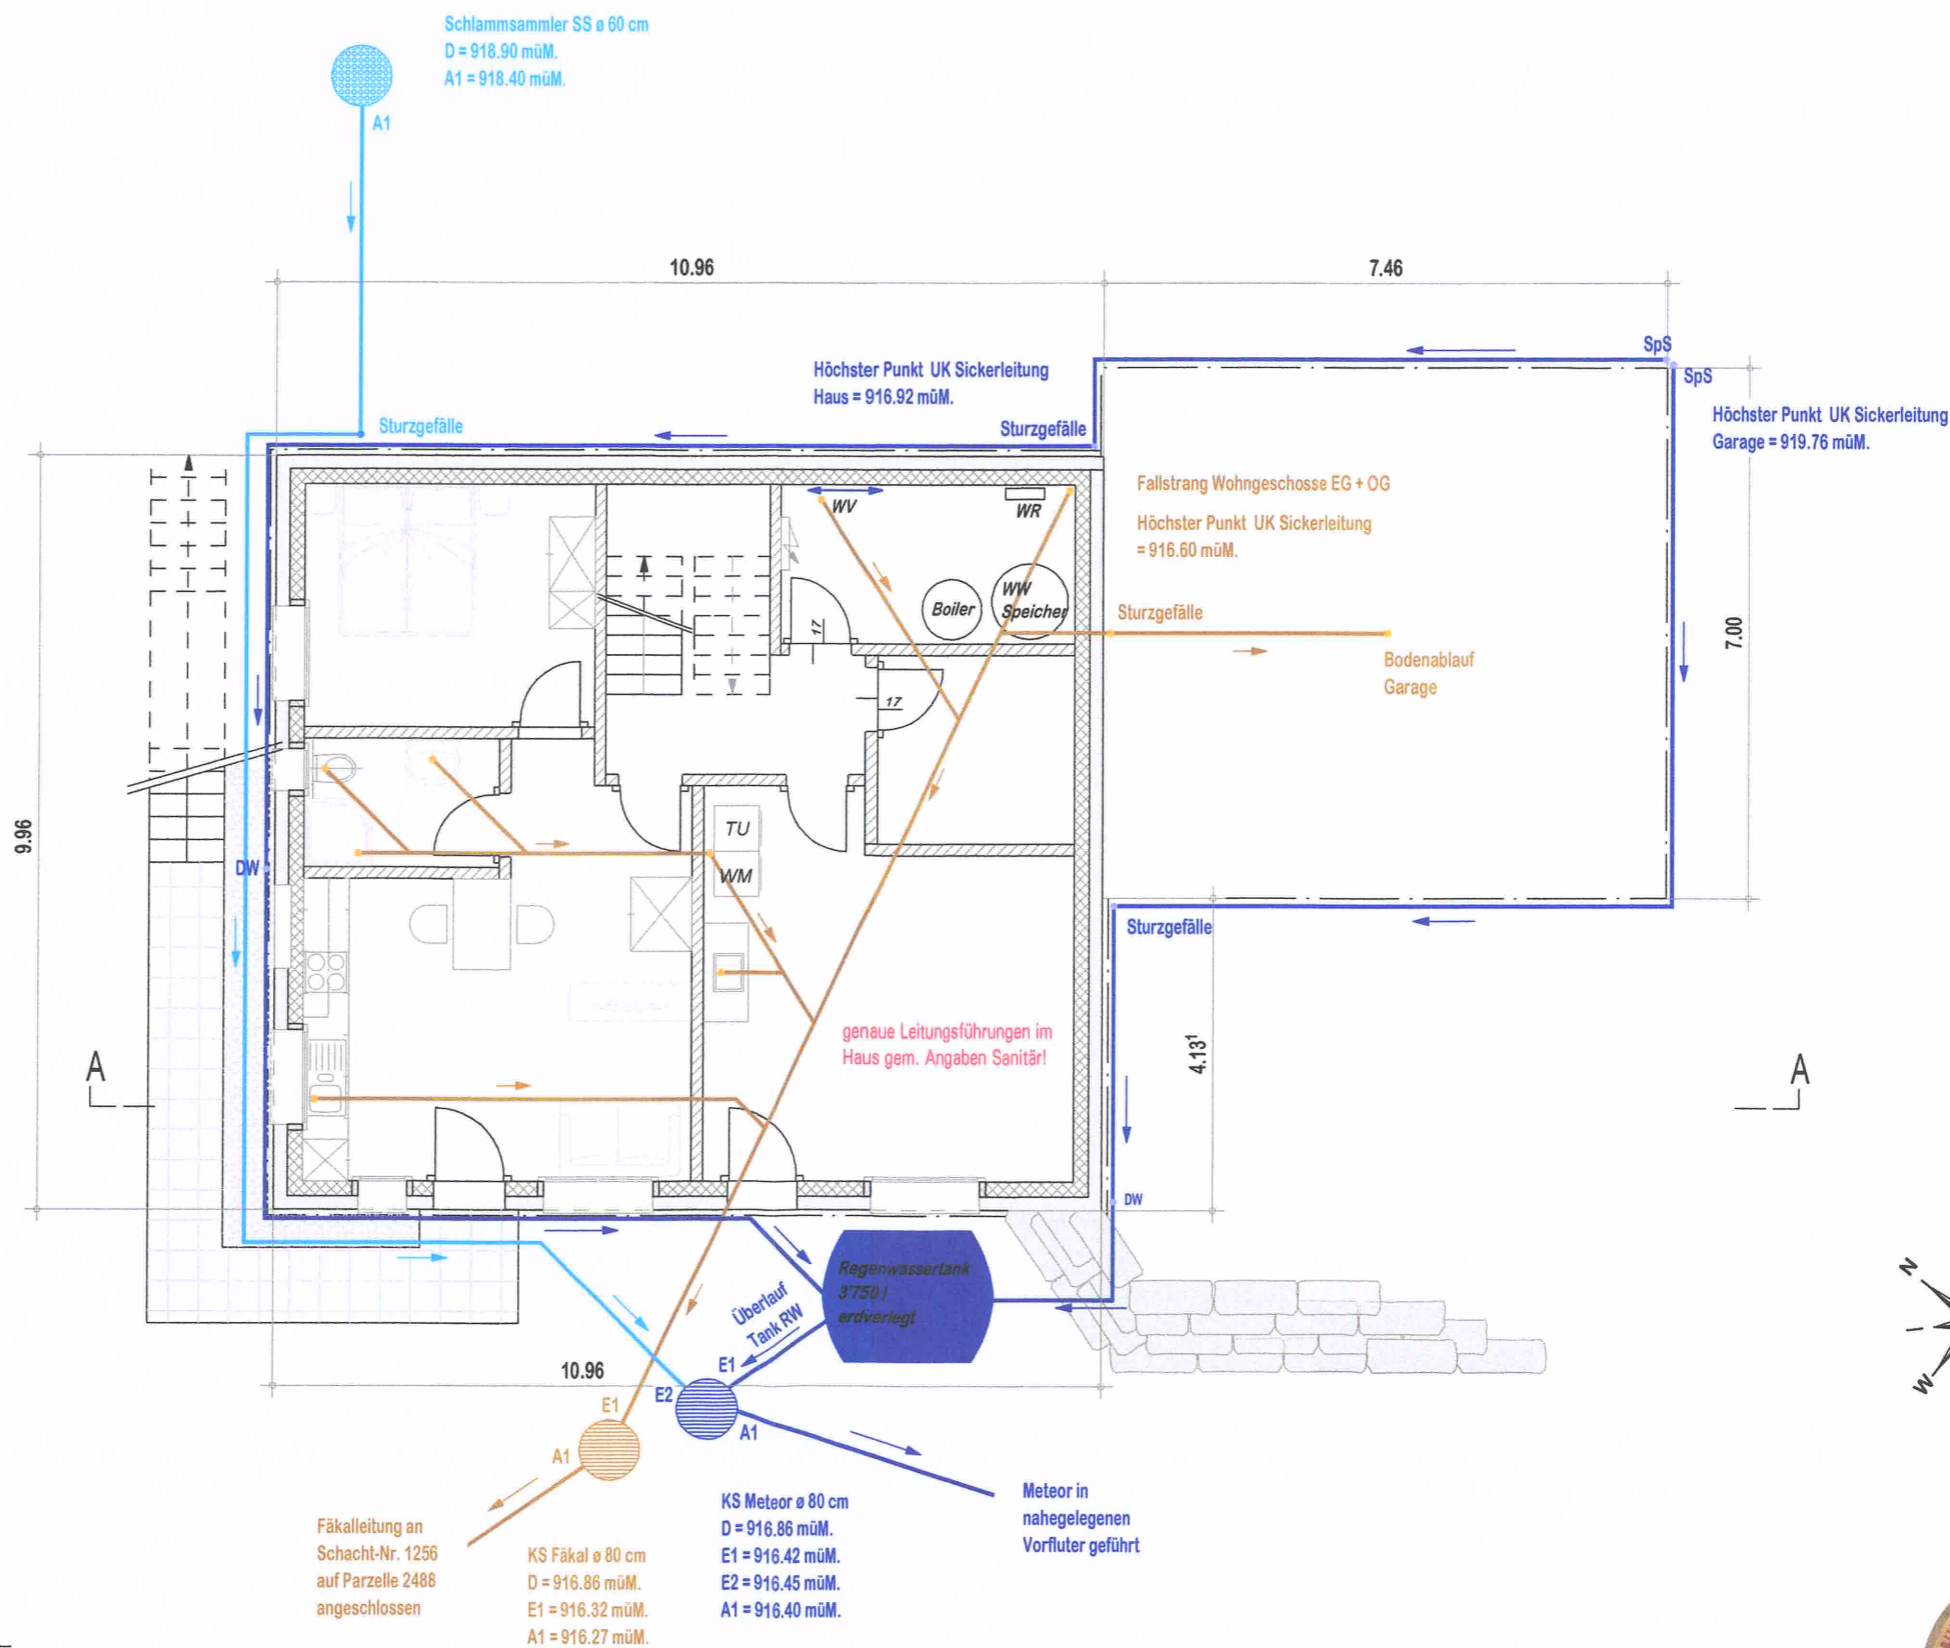 Schlammsammler SS ø 60 cm
D = 918.90 müM.
A1 = 918.40 müM.
A1
10.96
7.46
Höchster Punkt UK Sickerleitung
Haus = 916.92 müM.
SpS
SpS
Höchster Punkt UK Sickerleitung
Garage = 919.76 müM.
Sturzgefälle
Sturzgefälle
Fallstrang Wohngeschosse EG + OG
Höchster Punkt UK Sickerleitung
= 916.60 müM.
WV
WR
Boiler
WW
Speicher
Sturzgefälle
17
17
Bodenablauf
Garage
7.00
9.96
TU
WM
DW
Sturzgefälle
genaue Leitungsführungen im
Haus gem. Angaben Sanitär!
4.13¹
A
A
DW
Regenwassertank
3'750 l
erdverlegt
Überlauf
Tank RW
N
W
10.96
E1
E2
A1
E1
A1
Meteor in
nahegelegenen
Vorfluter geführt
KS Meteor ø 80 cm
D = 916.86 müM.
E1 = 916.42 müM.
E2 = 916.45 müM.
A1 = 916.40 müM.
Fäkalleitung an
Schacht-Nr. 1256
auf Parzelle 2488
angeschlossen
KS Fäkal ø 80 cm
D = 916.86 müM.
E1 = 916.32 müM.
A1 = 916.27 müM.